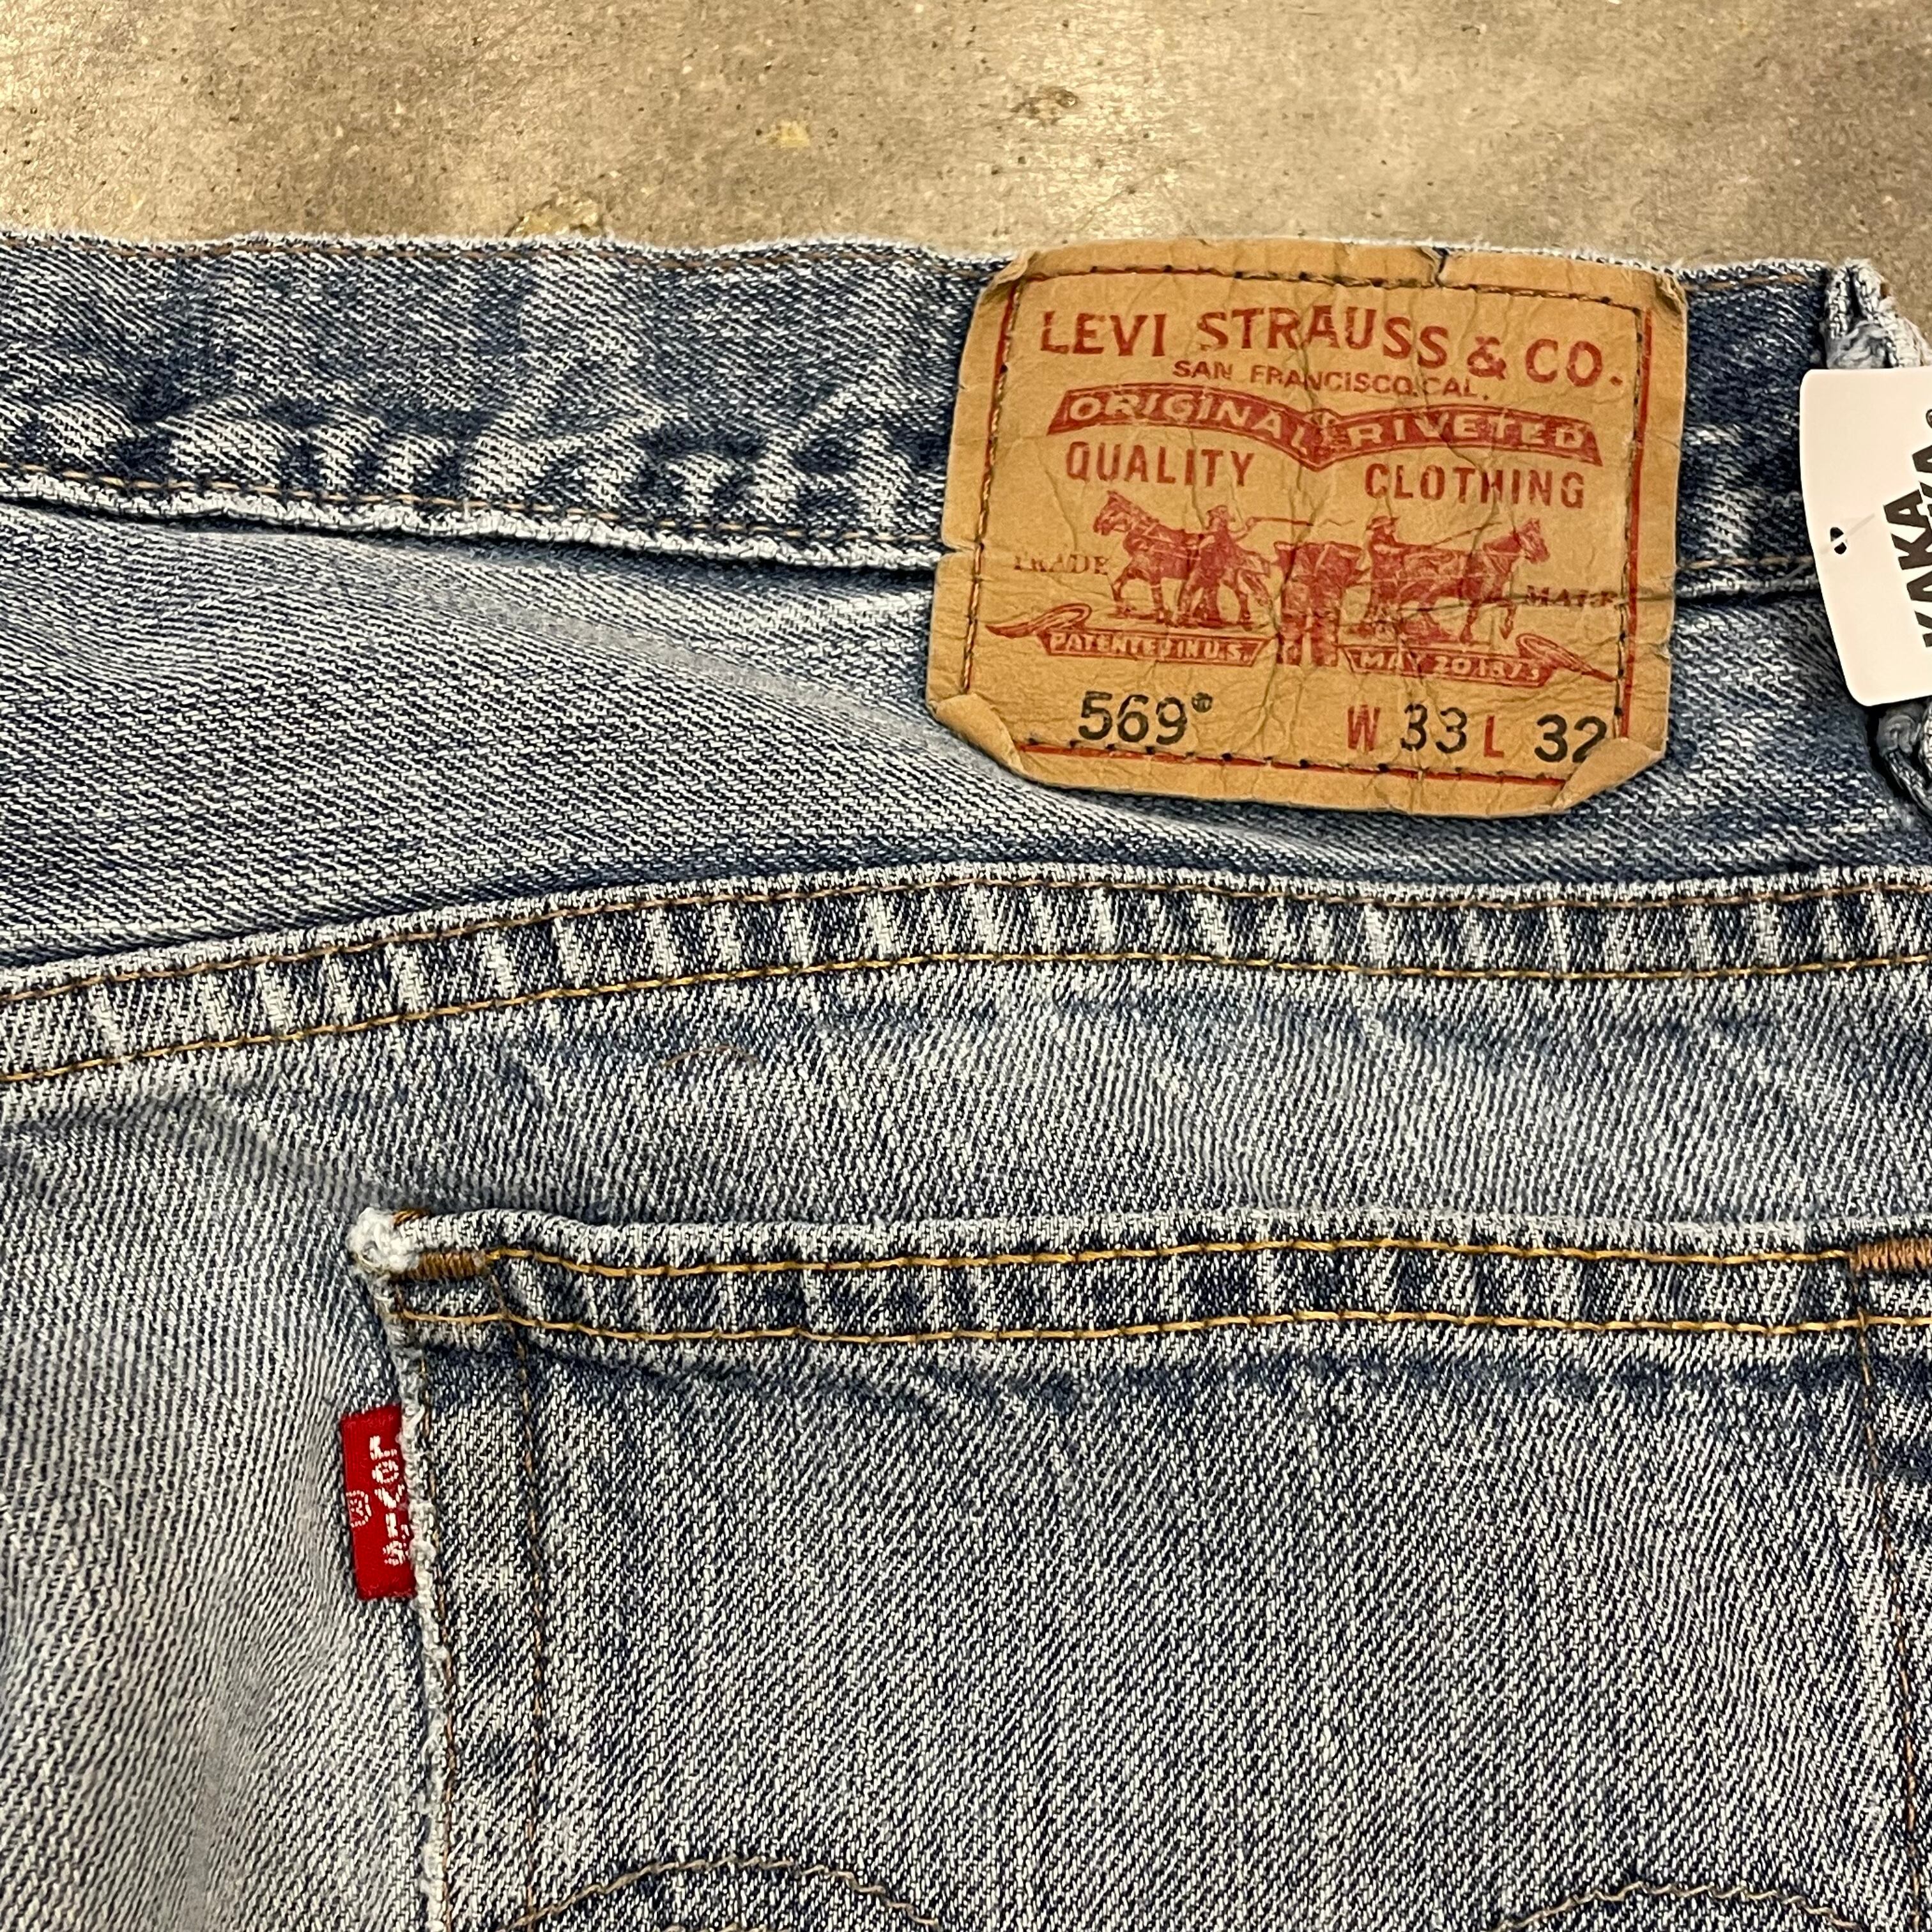 LEVI STRAUSS & CO.
SAN FRANCISCO, CAL.
ORIGINAL RIVETED
QUALITY CLOTHING
TRADE MARK
PATENTED IN U.S. MAY 20 1873
569® W 33 L 32
LEVI'S
®